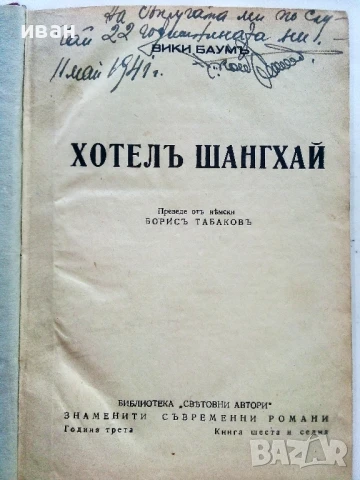 иван
На съпругата ми по слу
чай 22 годишнината ни!
11 май 1941 г.
ВИКИ БАУМЪ
ХОТЕЛЪ ШАНГХАЙ
Преведе отъ нѣмски
БОРИСЪ ТАБАКОВЪ
БИБЛИОТЕКА „СВѢТОВНИ АВТОРИ“
ЗНАМЕНИТИ СЪВРЕМЕННИ РОМАНИ
Година трета Книга шеста и седма
BAZAR